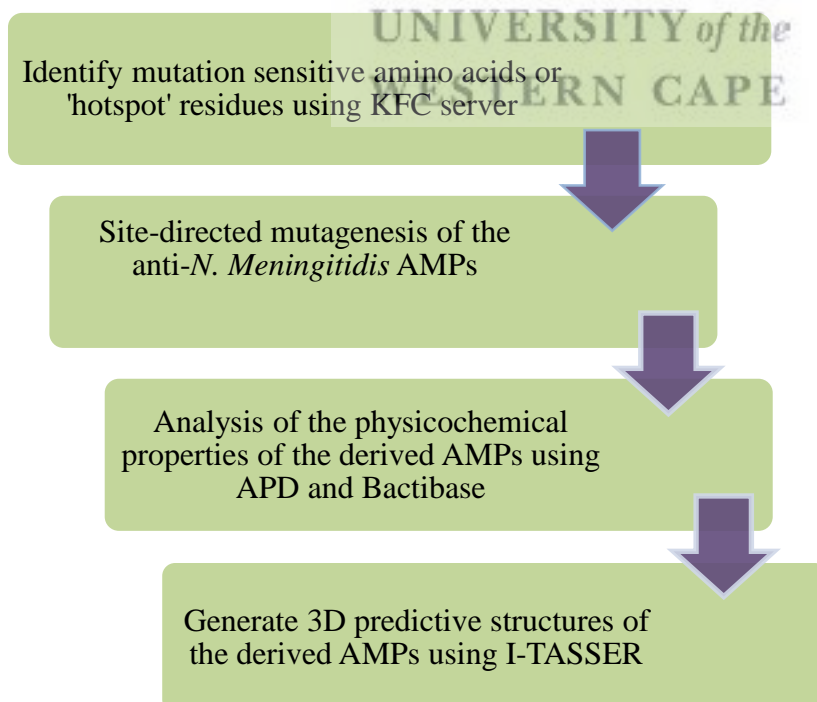 UNIVERSITY of the
WESTERN CAPE
Identify mutation sensitive amino acids or
'hotspot' residues using KFC server
Site-directed mutagenesis of the
anti-N. Meningitidis AMPs
Analysis of the physicochemical
properties of the derived AMPs using
APD and Bactibase
Generate 3D predictive structures of
the derived AMPs using I-TASSER